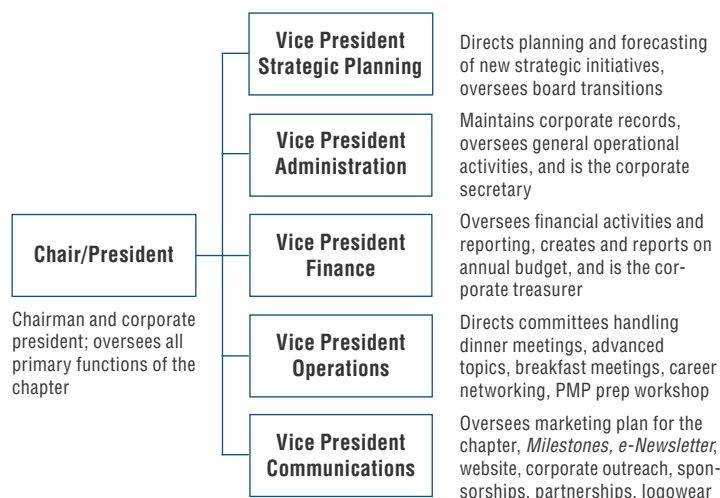 Vice President
Strategic Planning
Directs planning and forecasting
of new strategic initiatives,
oversees board transitions
Vice President
Administration
Maintains corporate records,
oversees general operational
activities, and is the corporate
secretary
Chair/President
Chairman and corporate
president; oversees all
primary functions of the
chapter
Vice President
Finance
Oversees financial activities and
reporting, creates and reports on
annual budget, and is the cor-
porate treasurer
Vice President
Operations
Directs committees handling
dinner meetings, advanced
topics, breakfast meetings, career
networking, PMP prep workshop
Vice President
Communications
Oversees marketing plan for the
chapter, Milestones, e-Newsletter,
website, corporate outreach, spon-
sorships, partnerships, logowear